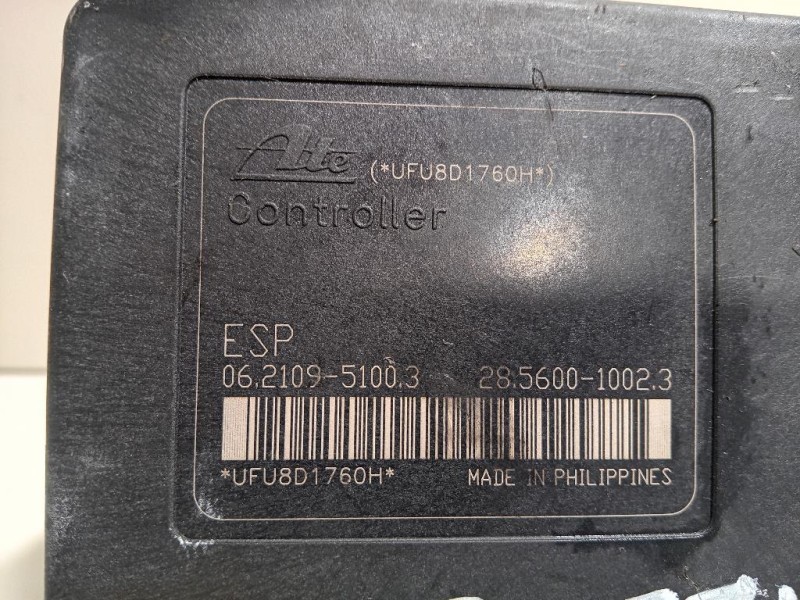 Ate (*UFU8D1760H*)
Controller
ESP
06.2109-5100.3 28.5600-1002.3
*UFU8D1760H* MADE IN PHILIPPINES